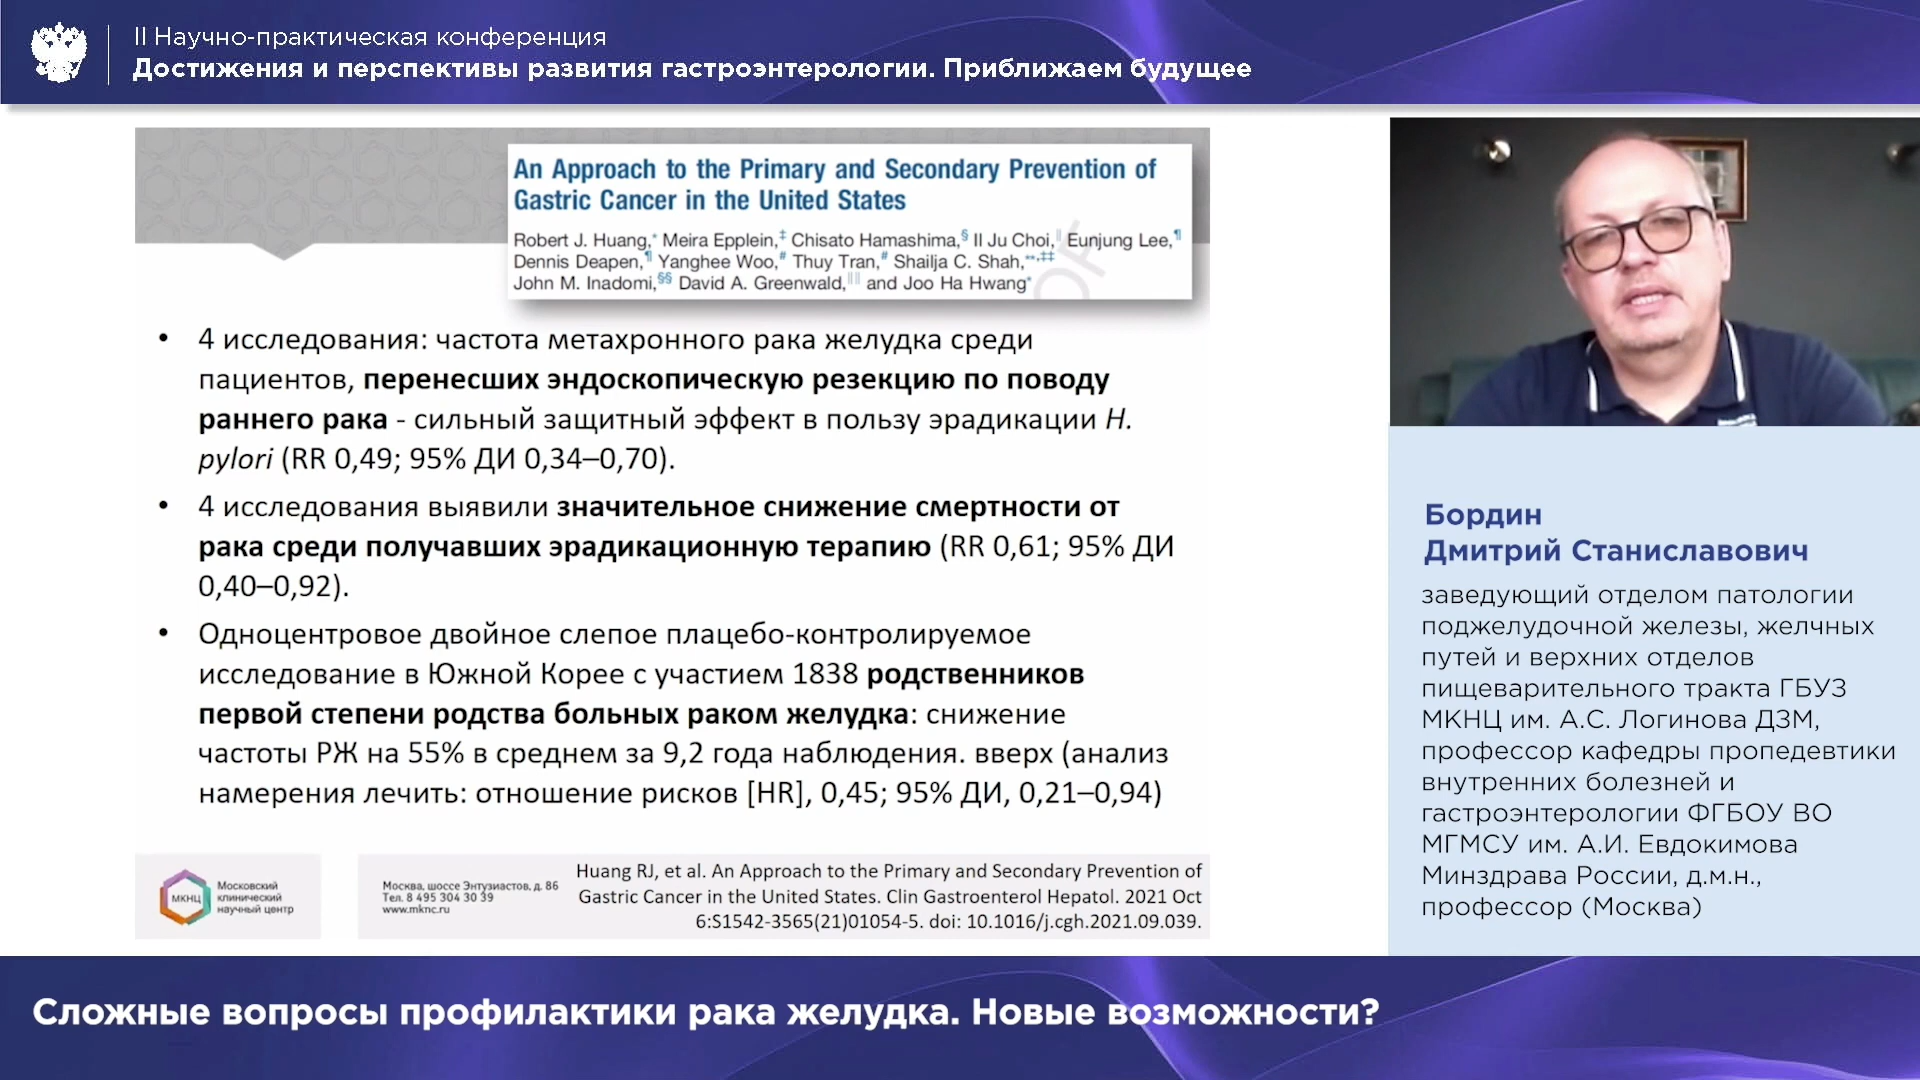 II Научно-практическая конференция
Достижения и перспективы развития гастроэнтерологии. Приближаем будущее
An Approach to the Primary and Secondary Prevention of
Gastric Cancer in the United States
Robert J. Huang,* Meira Epplein,‡ Chisato Hamashima,§ Il Ju Choi,‖ Eunjung Lee,¶
Dennis Deapen,¶ Yanghee Woo,# Thuy Tran,# Shailja C. Shah,**,‡‡
John M. Inadomi,§§ David A. Greenwald,‖‖ and Joo Ha Hwang*
• 4 исследования: частота метахронного рака желудка среди
пациентов, перенесших эндоскопическую резекцию по поводу
раннего рака - сильный защитный эффект в пользу эрадикации H.
pylori (RR 0,49; 95% ДИ 0,34–0,70).
• 4 исследования выявили значительное снижение смертности от
рака среди получавших эрадикационную терапию (RR 0,61; 95% ДИ
0,40–0,92).
• Одноцентровое двойное слепое плацебо-контролируемое
исследование в Южной Корее с участием 1838 родственников
первой степени родства больных раком желудка: снижение
частоты РЖ на 55% в среднем за 9,2 года наблюдения. вверх (анализ
намерения лечить: отношение рисков [HR], 0,45; 95% ДИ, 0,21–0,94)
МКНЦ
Московский
клинический
научный центр
Москва, шоссе Энтузиастов, д. 86
Тел. 8 495 304 30 39
www.mknc.ru
Huang RJ, et al. An Approach to the Primary and Secondary Prevention of
Gastric Cancer in the United States. Clin Gastroenterol Hepatol. 2021 Oct
6:S1542-3565(21)01054-5. doi: 10.1016/j.cgh.2021.09.039.
Бордин
Дмитрий Станиславович
заведующий отделом патологии
поджелудочной железы, желчных
путей и верхних отделов
пищеварительного тракта ГБУЗ
МКНЦ им. А.С. Логинова ДЗМ,
профессор кафедры пропедевтики
внутренних болезней и
гастроэнтерологии ФГБОУ ВО
МГМСУ им. А.И. Евдокимова
Минздрава России, д.м.н.,
профессор (Москва)
Сложные вопросы профилактики рака желудка. Новые возможности?